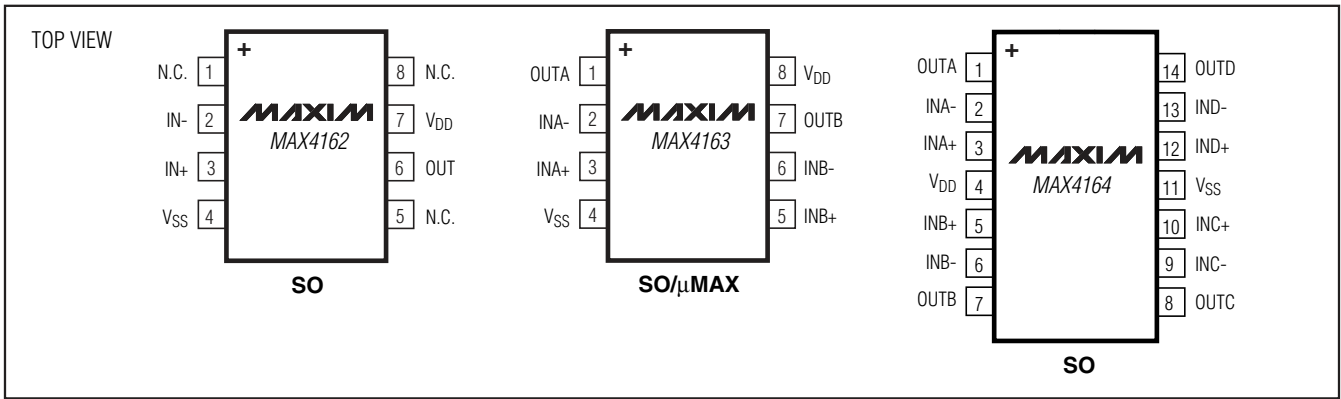 TOP VIEW
+
N.C. 1
IN- 2
IN+ 3
VSS 4
8 N.C.
7 VDD
6 OUT
5 N.C.
MAXIM
MAX4162
SO
+
OUTA 1
INA- 2
INA+ 3
VSS 4
8 VDD
7 OUTB
6 INB-
5 INB+
MAXIM
MAX4163
SO/µMAX
+
OUTA 1
INA- 2
INA+ 3
VDD 4
INB+ 5
INB- 6
OUTB 7
14 OUTD
13 IND-
12 IND+
11 VSS
10 INC+
9 INC-
8 OUTC
MAXIM
MAX4164
SO